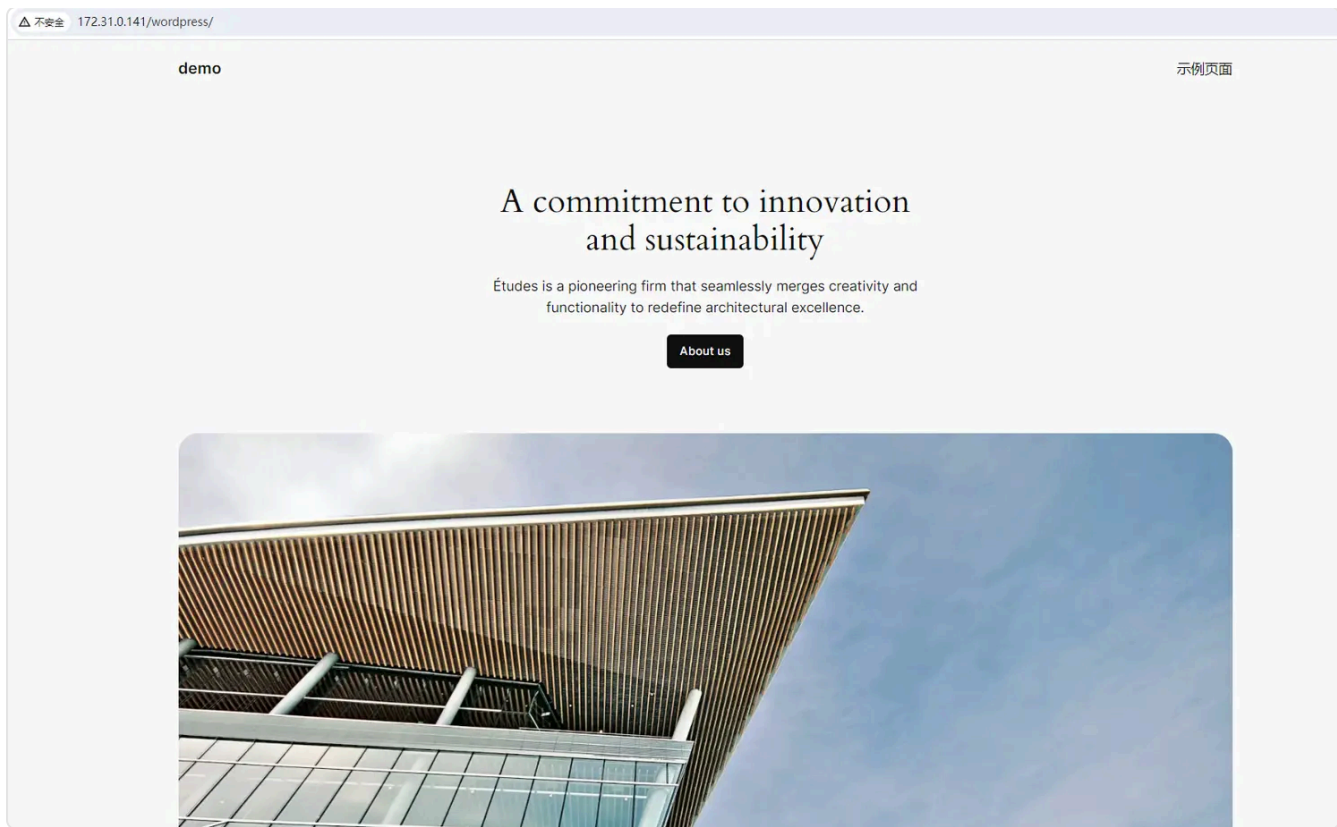 不安全 172.31.0.141/wordpress/
demo 示例页面
A commitment to innovation
and sustainability
Études is a pioneering firm that seamlessly merges creativity and
functionality to redefine architectural excellence.
About us